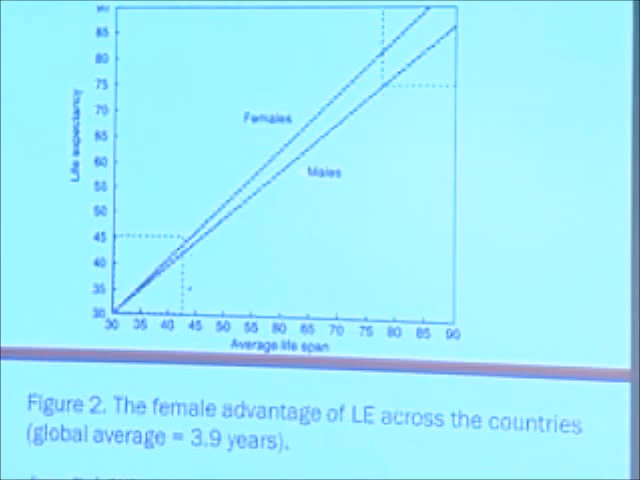 90
85
80
75
70
65
60
55
50
45
40
35
30
Life expectancy
Females
Males
30 35 40 45 50 55 60 65 70 75 80 85 90
Average life span
Figure 2. The female advantage of LE across the countries
(global average = 3.9 years).